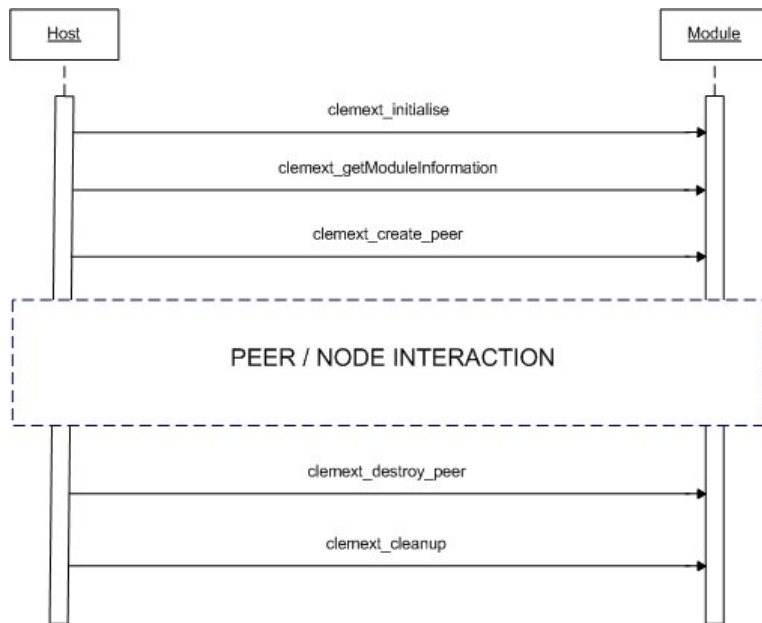 Host
Module
clemext_initialise
clemext_getModuleInformation
clemext_create_peer
PEER / NODE INTERACTION
clemext_destroy_peer
clemext_cleanup